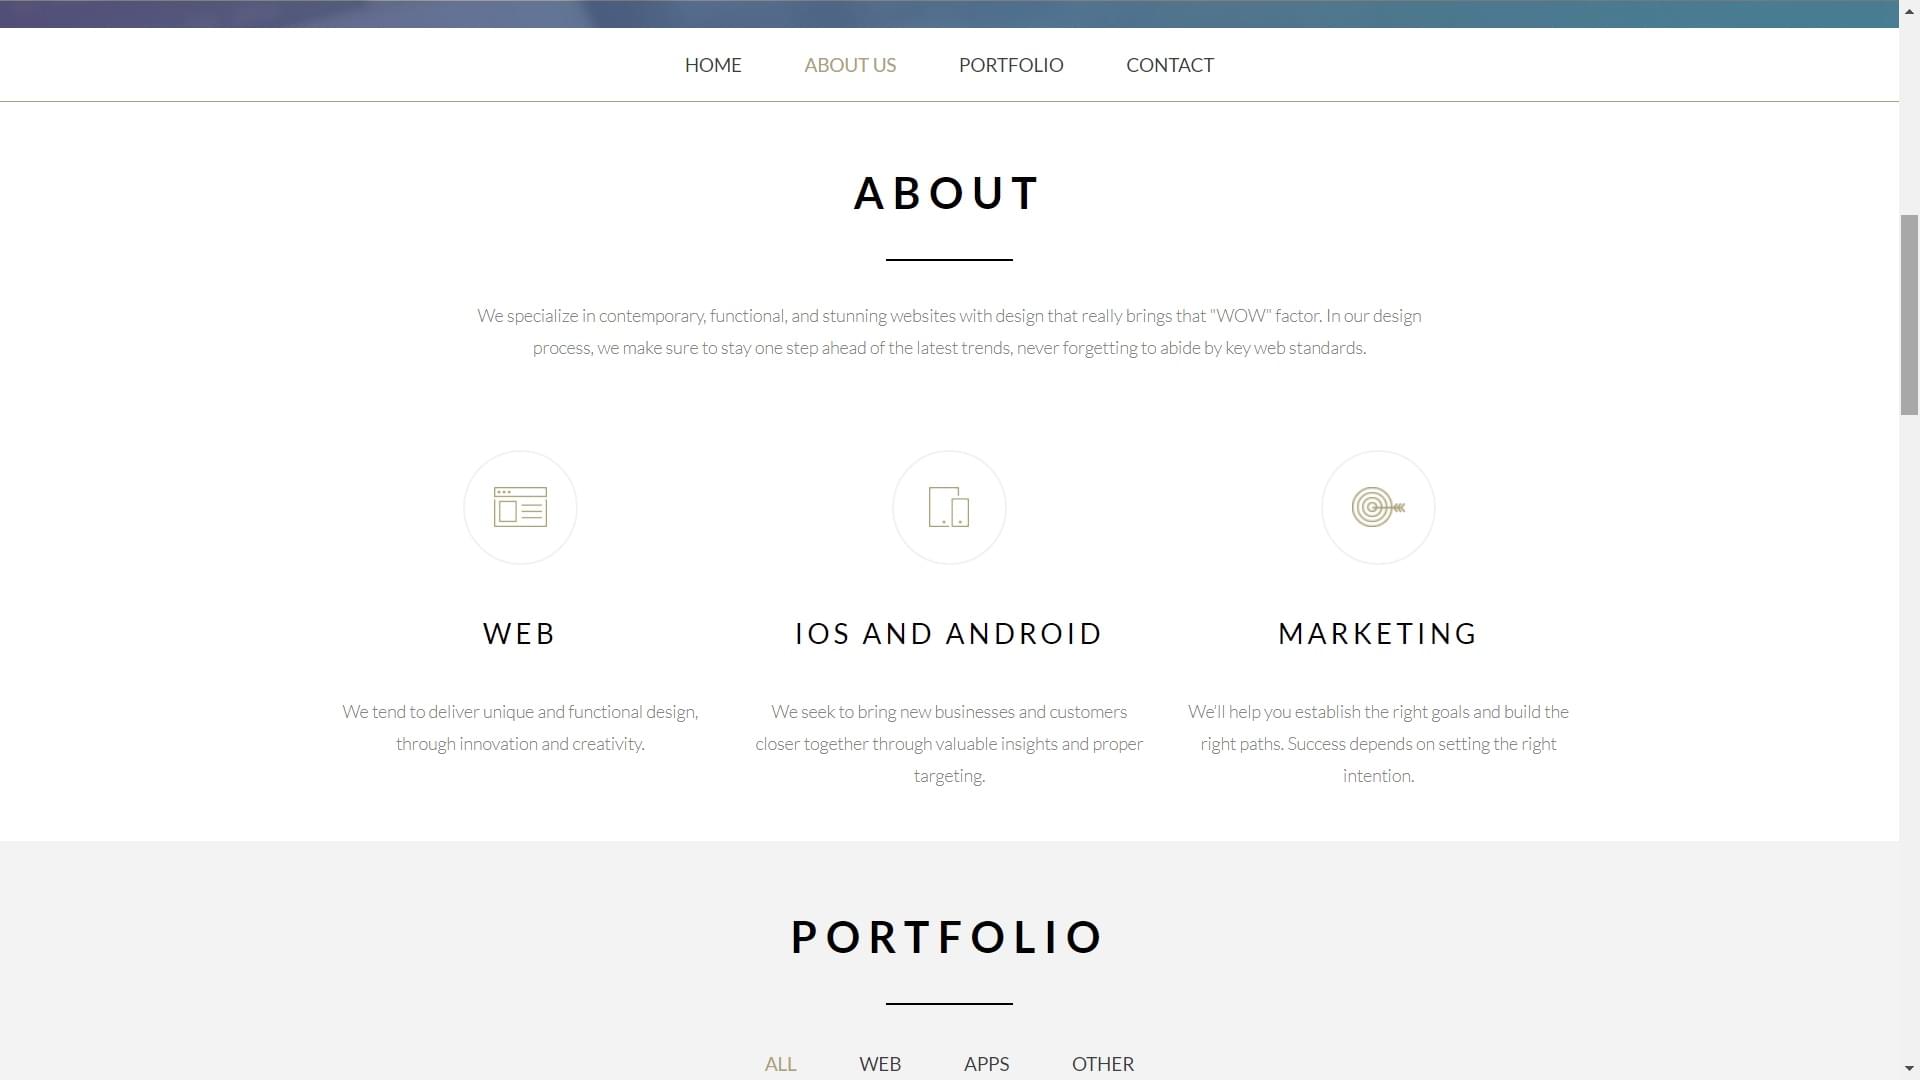 HOME ABOUT US PORTFOLIO CONTACT
ABOUT
We specialize in contemporary, functional, and stunning websites with design that really brings that "WOW" factor. In our design
process, we make sure to stay one step ahead of the latest trends, never forgetting to abide by key web standards.
WEB
We tend to deliver unique and functional design,
through innovation and creativity.
IOS AND ANDROID
We seek to bring new businesses and customers
closer together through valuable insights and proper
targeting.
MARKETING
We'll help you establish the right goals and build the
right paths. Success depends on setting the right
intention.
PORTFOLIO
ALL WEB APPS OTHER